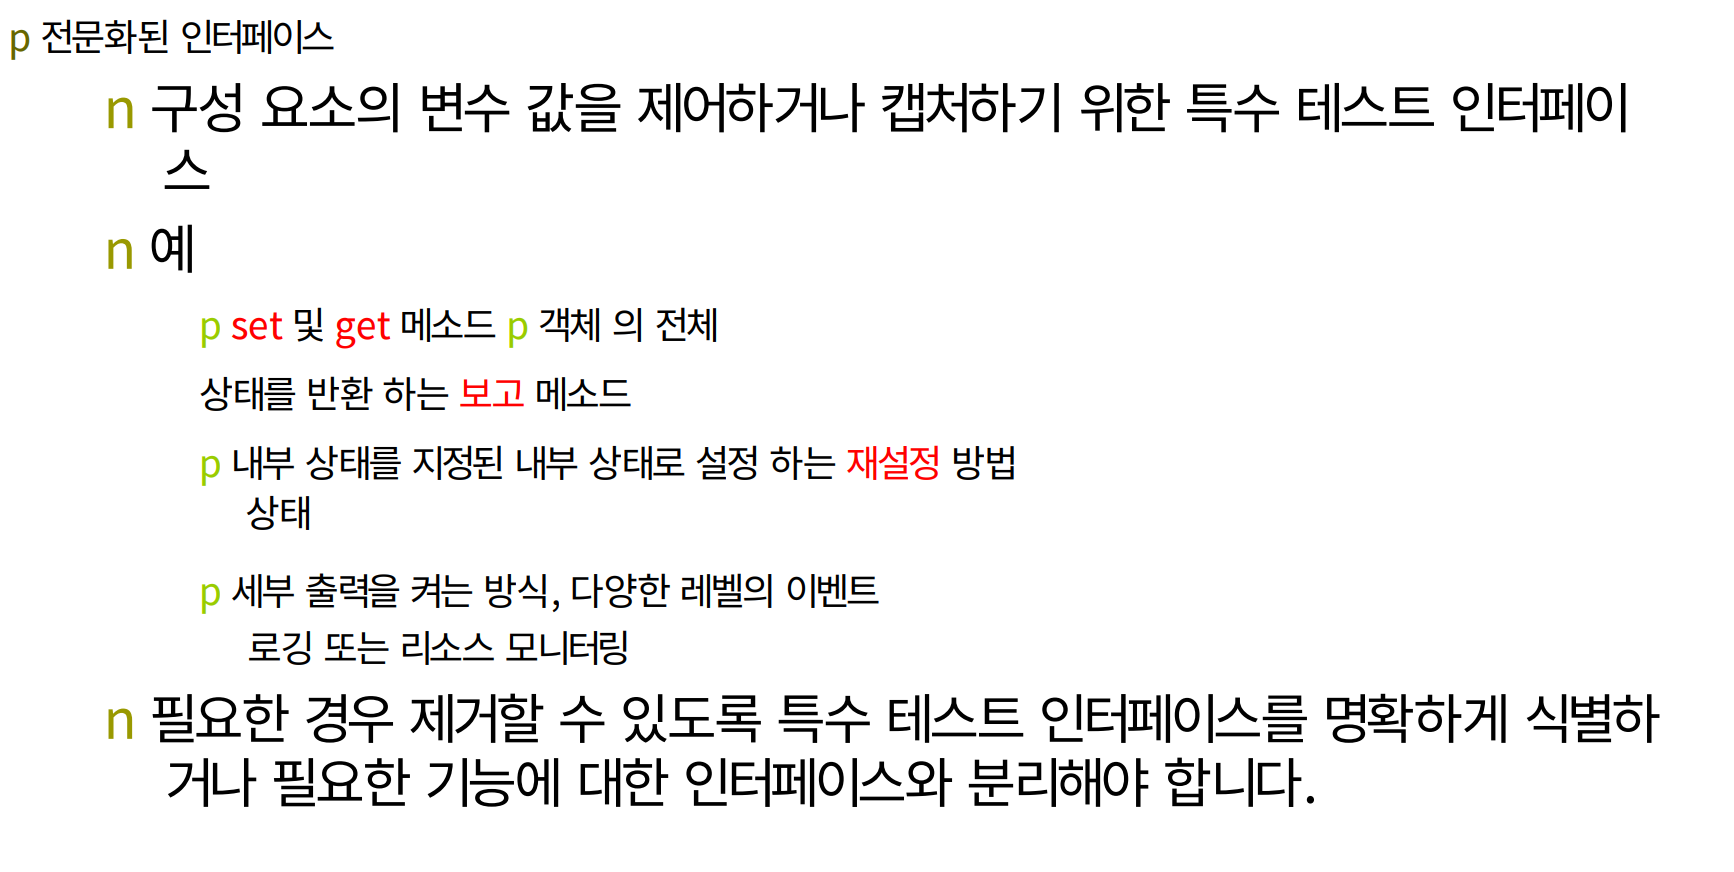 p 전문화된 인터페이스
n 구성 요소의 변수 값을 제어하거나 캡처하기 위한 특수 테스트 인터페이
스
n 예
p set 및 get 메소드 p 객체 의 전체
상태를 반환 하는 보고 메소드
p 내부 상태를 지정된 내부 상태로 설정 하는 재설정 방법
상태
p 세부 출력을 켜는 방식, 다양한 레벨의 이벤트
로깅 또는 리소스 모니터링
n 필요한 경우 제거할 수 있도록 특수 테스트 인터페이스를 명확하게 식별하
거나 필요한 기능에 대한 인터페이스와 분리해야 합니다.